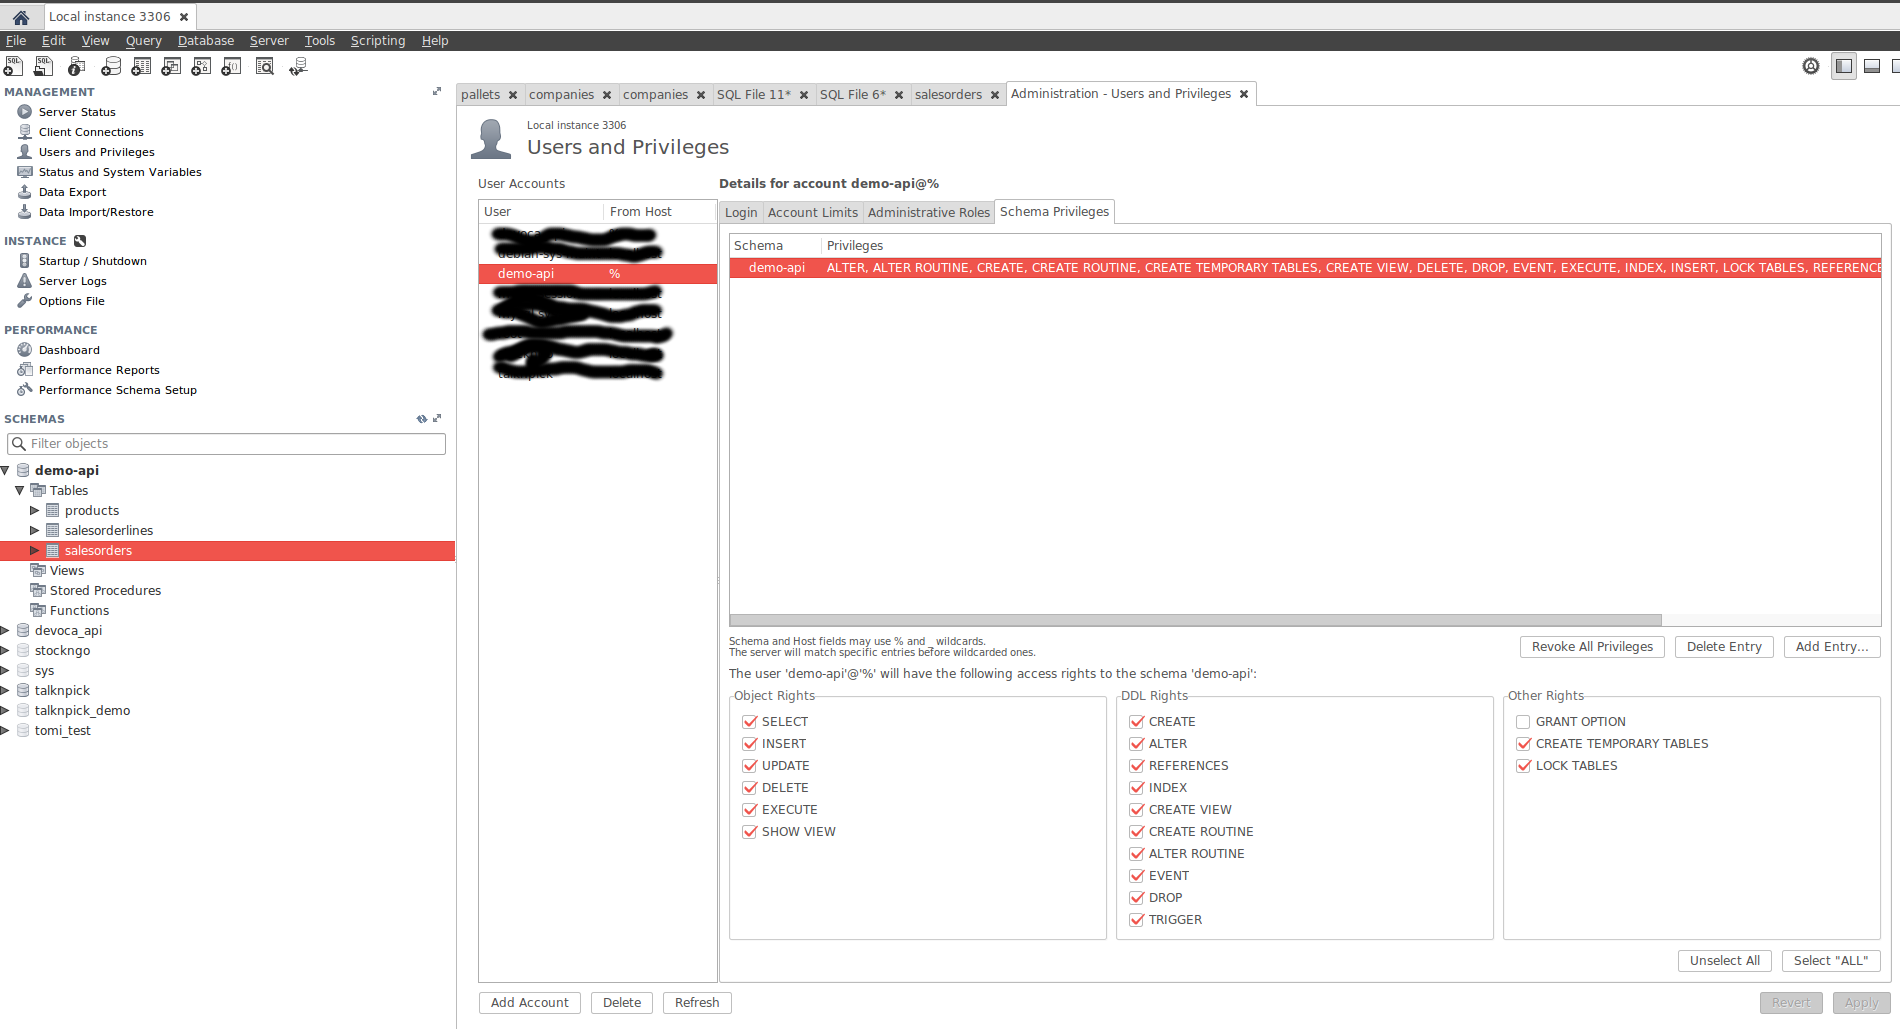 Local instance 3306
File Edit View Query Database Server Tools Scripting Help
MANAGEMENT
Server Status
Client Connections
Users and Privileges
Status and System Variables
Data Export
Data Import/Restore
INSTANCE
Startup / Shutdown
Server Logs
Options File
PERFORMANCE
Dashboard
Performance Reports
Performance Schema Setup
SCHEMAS
Filter objects
demo-api
Tables
products
salesorderlines
salesorders
Views
Stored Procedures
Functions
devoca_api
stockngo
sys
talknpick
talknpick_demo
tomi_test
pallets companies companies SQL File 11* SQL File 6* salesorders Administration - Users and Privileges
Local instance 3306
Users and Privileges
User Accounts
User From Host
demo-api %
Add Account Delete Refresh
Details for account demo-api@%
Login Account Limits Administrative Roles Schema Privileges
Schema Privileges
demo-api ALTER, ALTER ROUTINE, CREATE, CREATE ROUTINE, CREATE TEMPORARY TABLES, CREATE VIEW, DELETE, DROP, EVENT, EXECUTE, INDEX, INSERT, LOCK TABLES, REFERENCE
Schema and Host fields may use % and _ wildcards.
The server will match specific entries before wildcarded ones.
Revoke All Privileges Delete Entry Add Entry...
The user 'demo-api'@'%' will have the following access rights to the schema 'demo-api':
Object Rights
SELECT
INSERT
UPDATE
DELETE
EXECUTE
SHOW VIEW
DDL Rights
CREATE
ALTER
REFERENCES
INDEX
CREATE VIEW
CREATE ROUTINE
ALTER ROUTINE
EVENT
DROP
TRIGGER
Other Rights
GRANT OPTION
CREATE TEMPORARY TABLES
LOCK TABLES
Unselect All Select "ALL"
Revert Apply